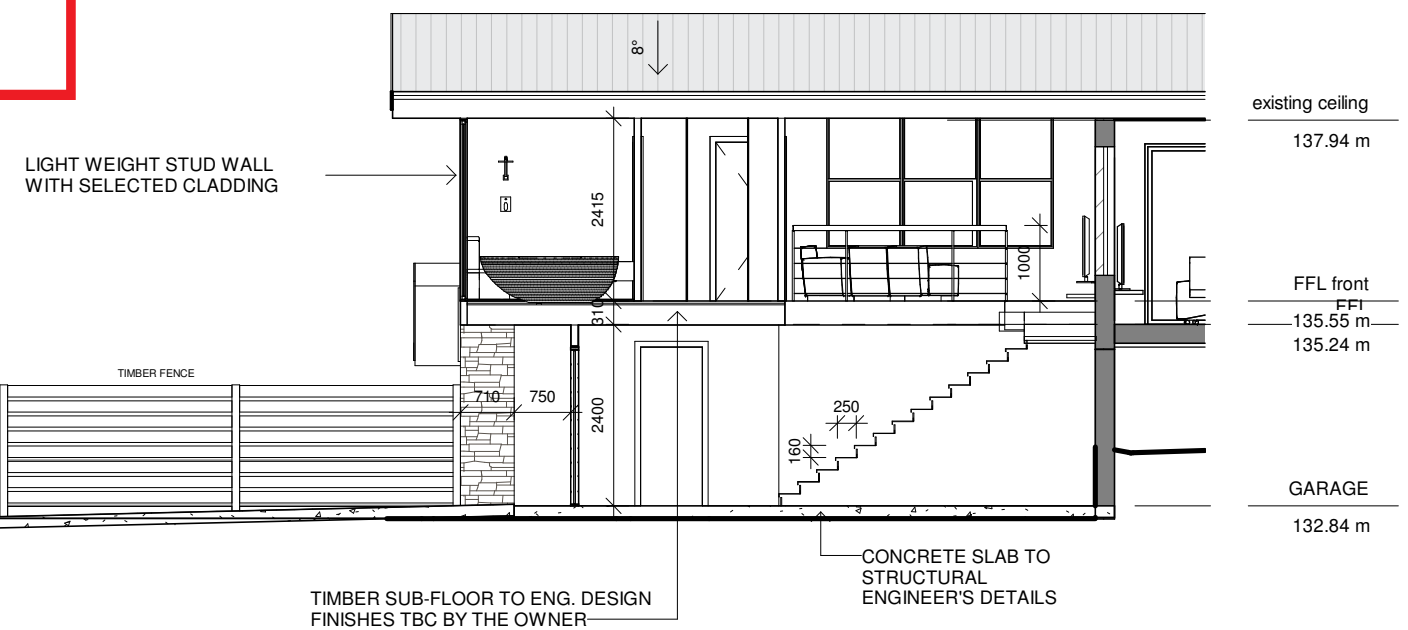 8°
existing ceiling
137.94 m
LIGHT WEIGHT STUD WALL
WITH SELECTED CLADDING
2415
1000
FFL front
FFL
310
135.55 m
135.24 m
TIMBER FENCE
710
750
2400
250
160
GARAGE
132.84 m
CONCRETE SLAB TO
STRUCTURAL
ENGINEER'S DETAILS
TIMBER SUB-FLOOR TO ENG. DESIGN
FINISHES TBC BY THE OWNER